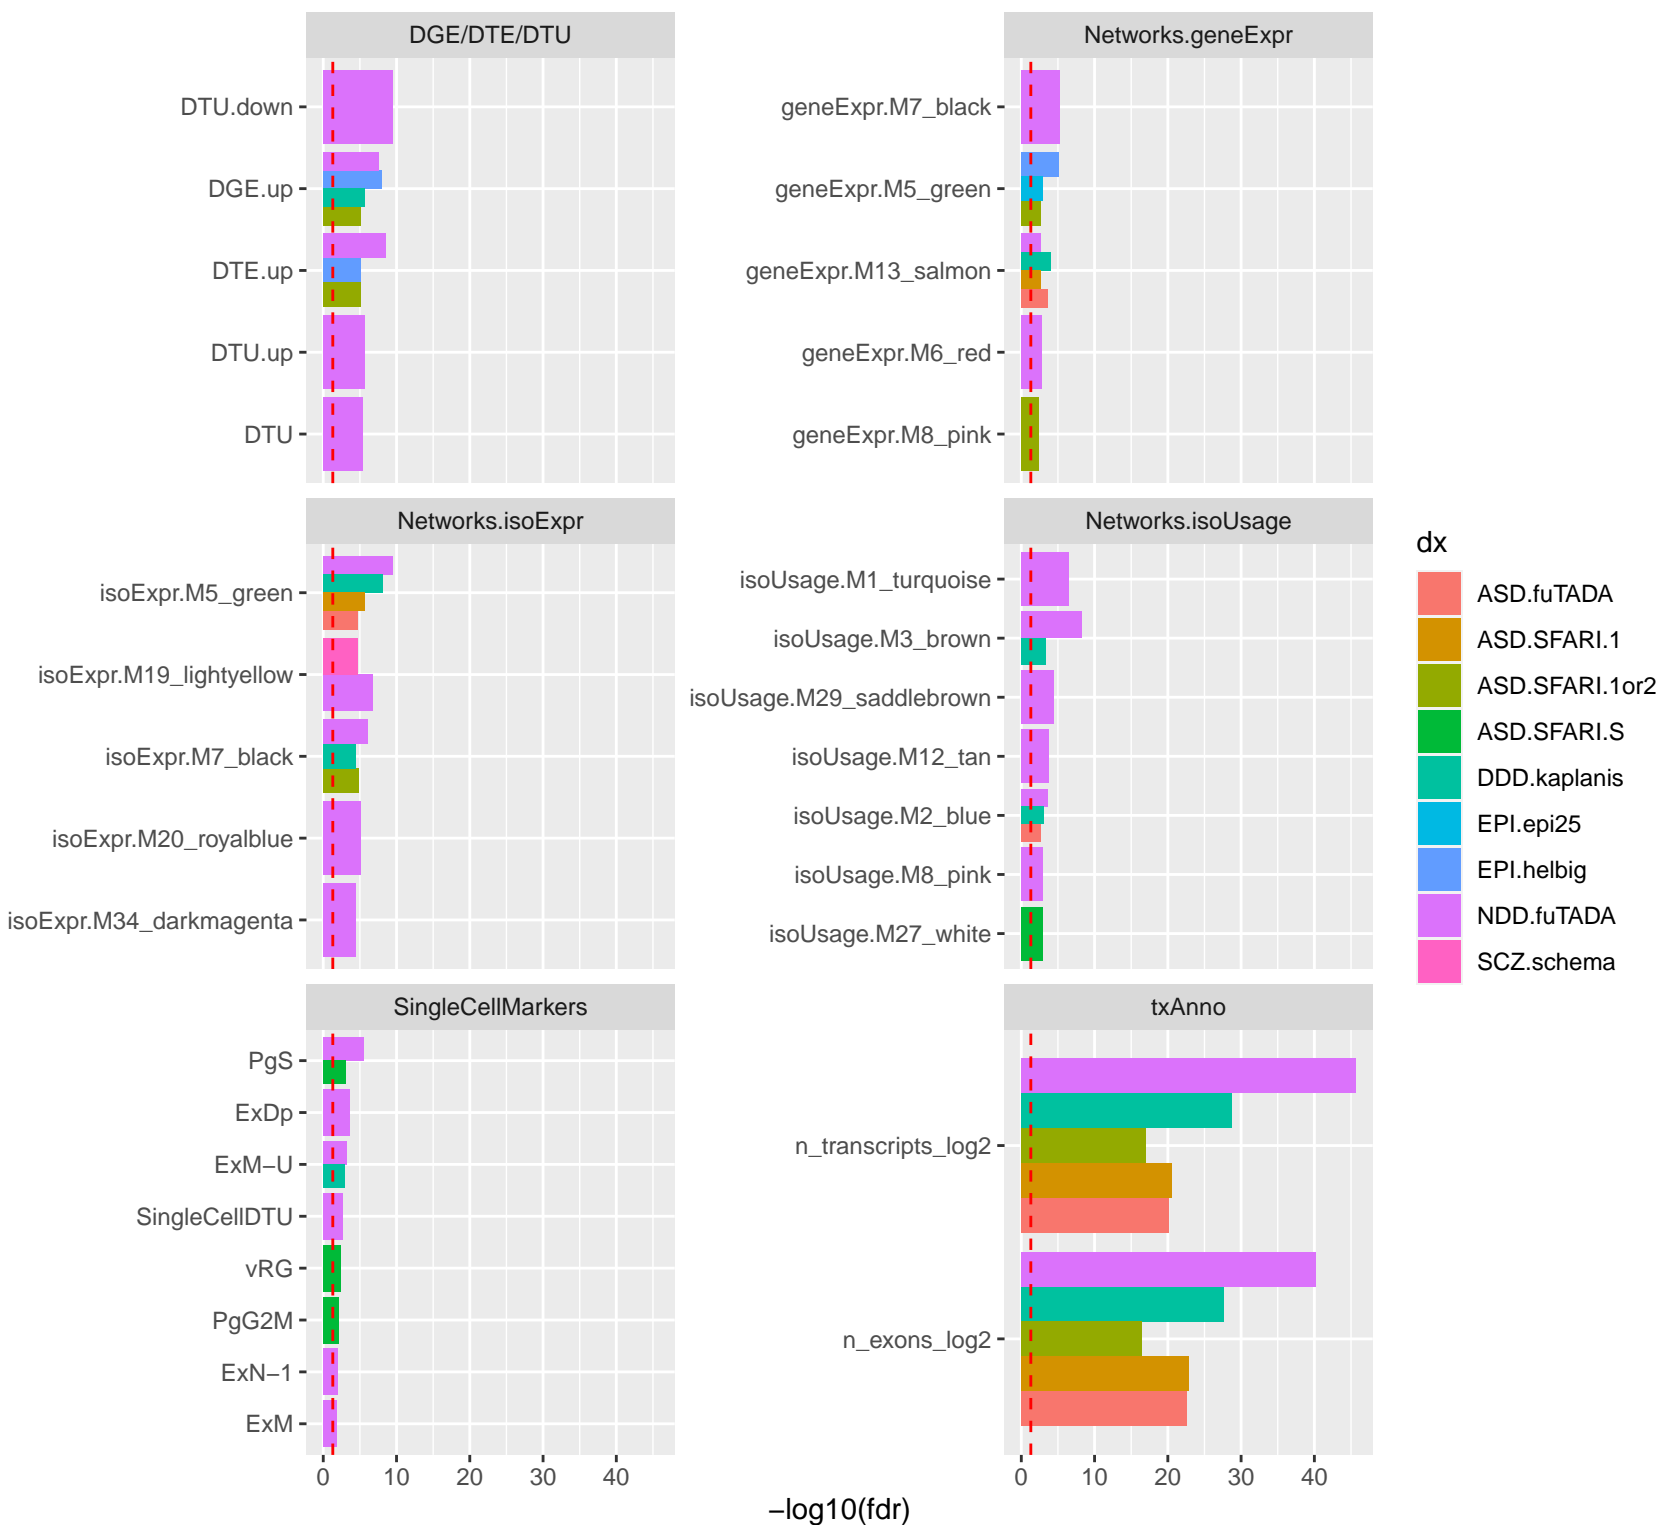 DGE/DTE/DTU
DTU.down
DGE.up
DTE.up
DTU.up
DTU
Networks.geneExpr
geneExpr.M7_black
geneExpr.M5_green
geneExpr.M13_salmon
geneExpr.M6_red
geneExpr.M8_pink
Networks.isoExpr
isoExpr.M5_green
isoExpr.M19_lightyellow
isoExpr.M7_black
isoExpr.M20_royalblue
isoExpr.M34_darkmagenta
Networks.isoUsage
isoUsage.M1_turquoise
isoUsage.M3_brown
isoUsage.M29_saddlebrown
isoUsage.M12_tan
isoUsage.M2_blue
isoUsage.M8_pink
isoUsage.M27_white
SingleCellMarkers
PgS
ExDp
ExM−U
SingleCellDTU
vRG
PgG2M
ExN−1
ExM
0 10 20 30 40
txAnno
n_transcripts_log2
n_exons_log2
0 10 20 30 40
−log10(fdr)
dx
ASD.fuTADA
ASD.SFARI.1
ASD.SFARI.1or2
ASD.SFARI.S
DDD.kaplanis
EPI.epi25
EPI.helbig
NDD.fuTADA
SCZ.schema